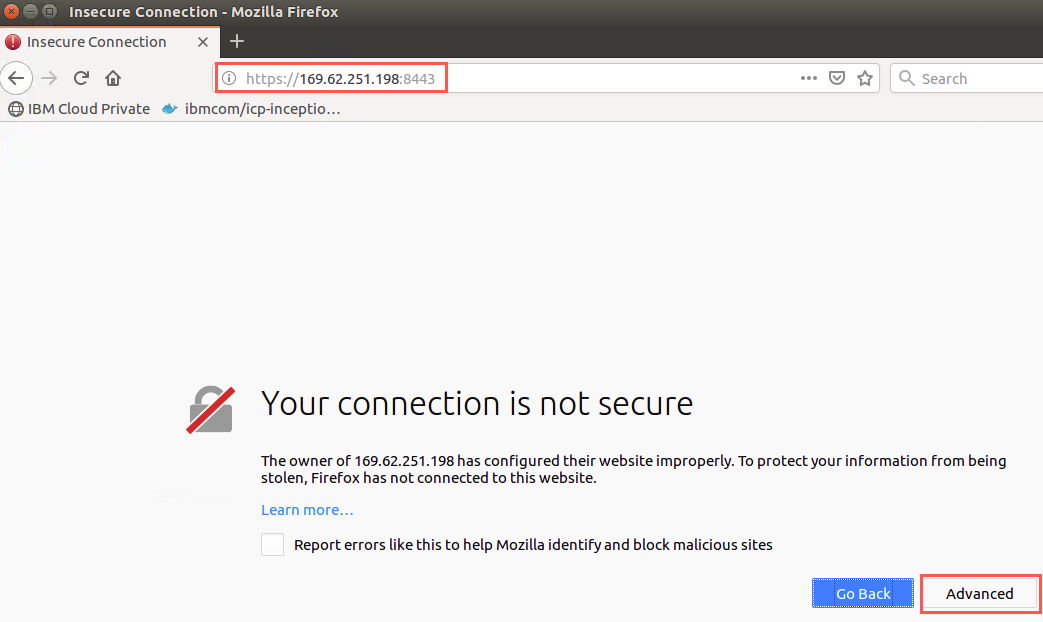 Insecure Connection - Mozilla Firefox
Insecure Connection
https://169.62.251.198:8443
Search
IBM Cloud Private ibmcom/icp-inceptio…
Your connection is not secure
The owner of 169.62.251.198 has configured their website improperly. To protect your information from being
stolen, Firefox has not connected to this website.
Learn more…
Report errors like this to help Mozilla identify and block malicious sites
Go Back
Advanced